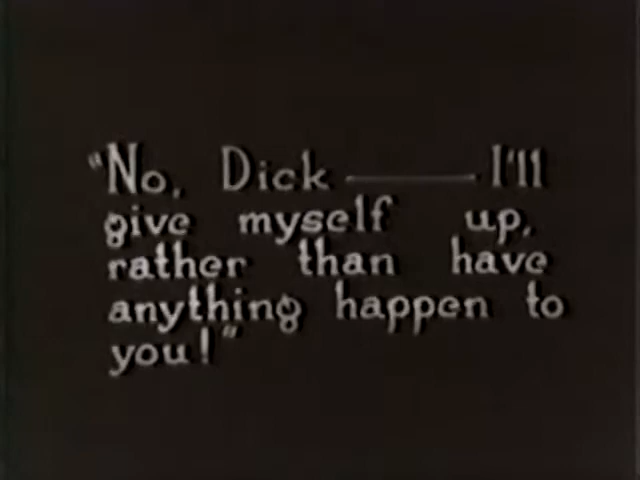 "No, Dick ——— I'll
give myself up,
rather than have
anything happen to
you!"